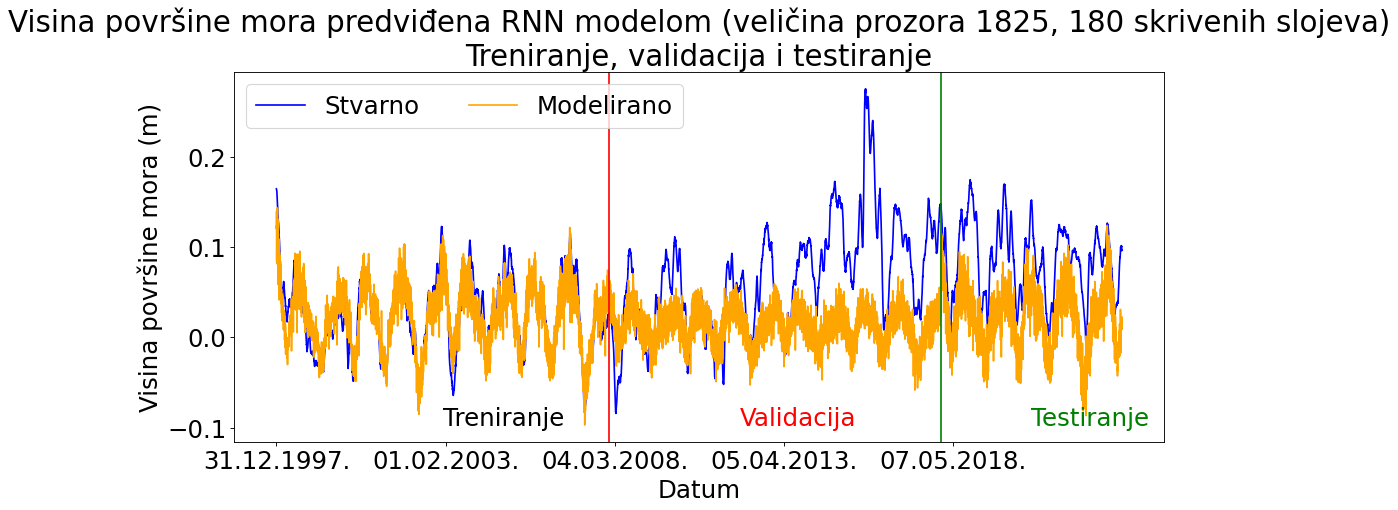 Visina površine mora predviđena RNN modelom (veličina prozora 1825, 180 skrivenih slojeva)
Treniranje, validacija i testiranje
Stvarno
Modelirano
Visina površine mora (m)
0.2
0.1
0.0
−0.1
Treniranje
Validacija
Testiranje
31.12.1997.
01.02.2003.
04.03.2008.
05.04.2013.
07.05.2018.
Datum